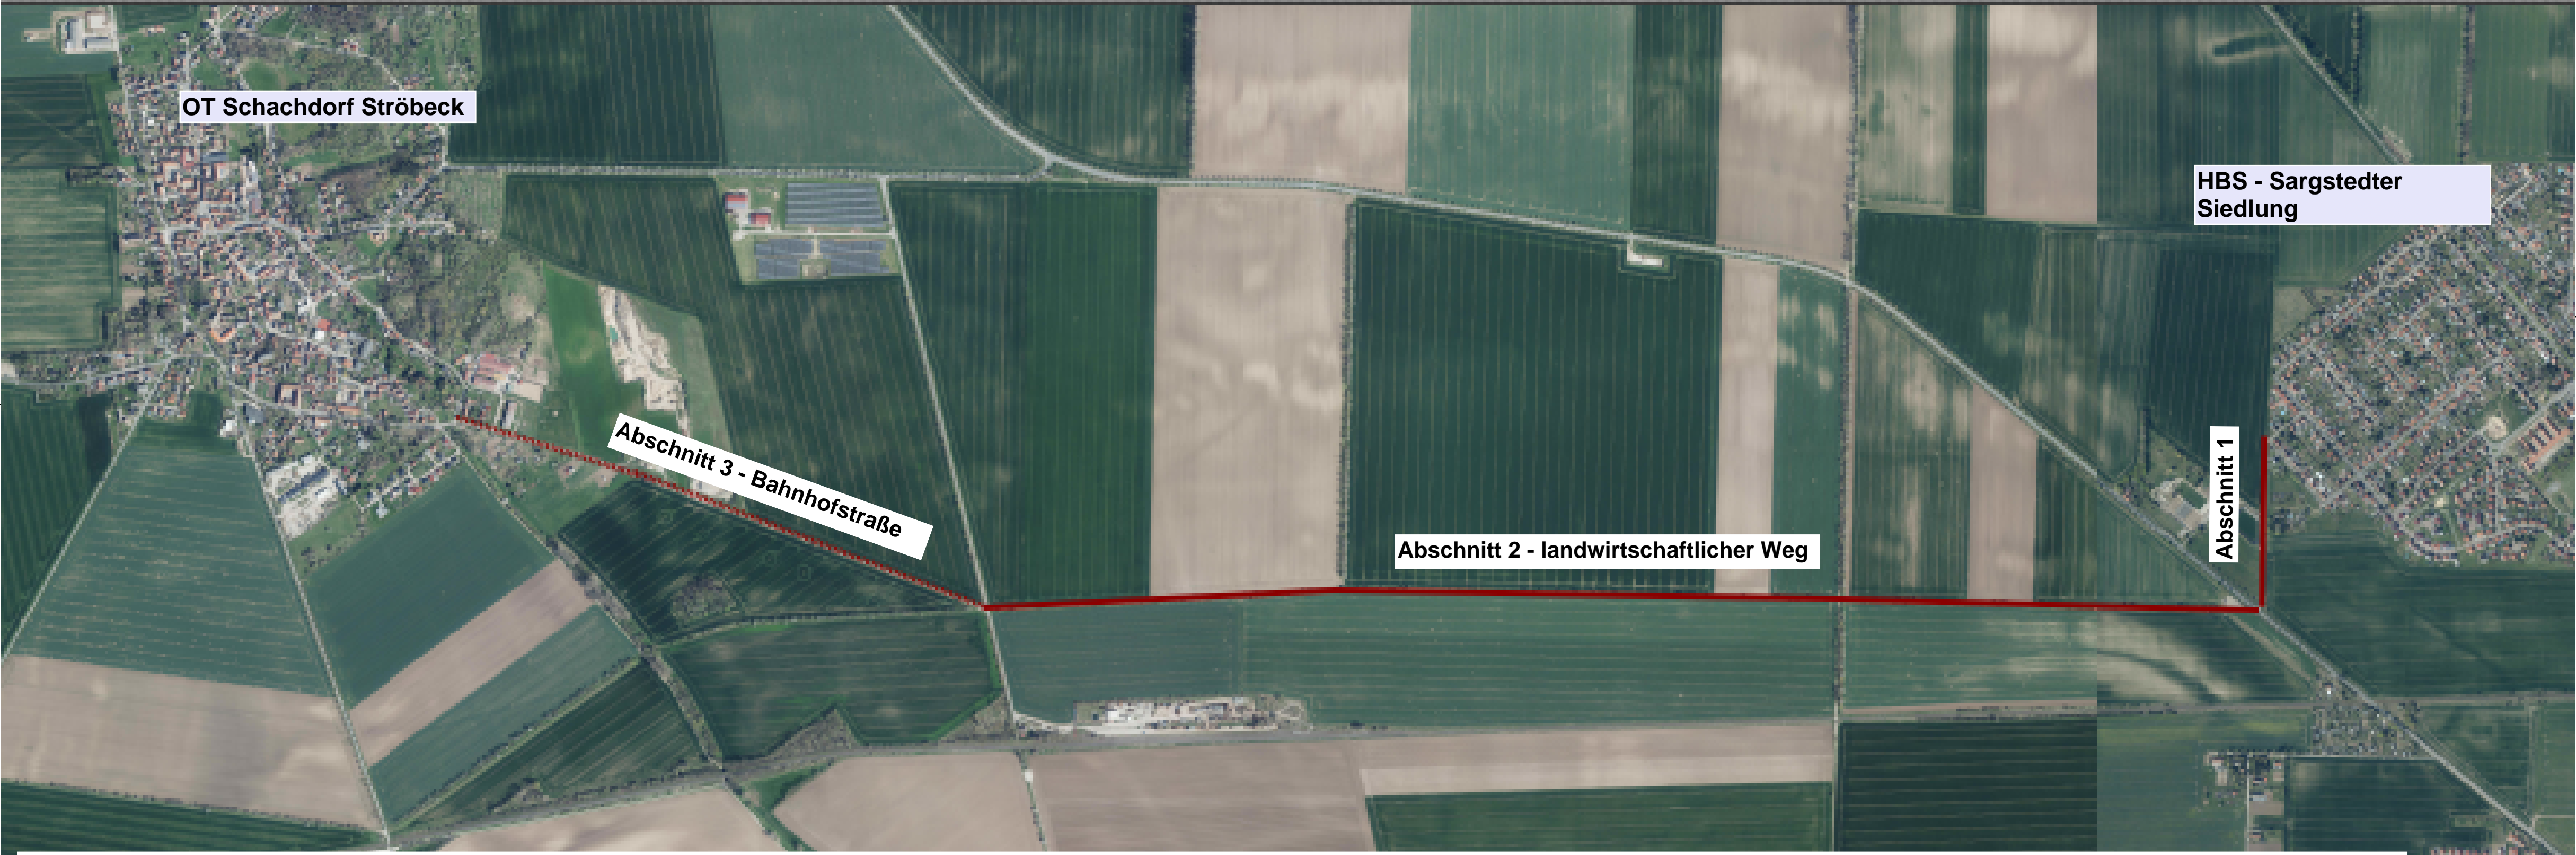 OT Schachdorf Ströbeck
HBS - Sargstedter
Siedlung
Abschnitt 3 - Bahnhofstraße
Abschnitt 2 - landwirtschaftlicher Weg
Abschnitt 1